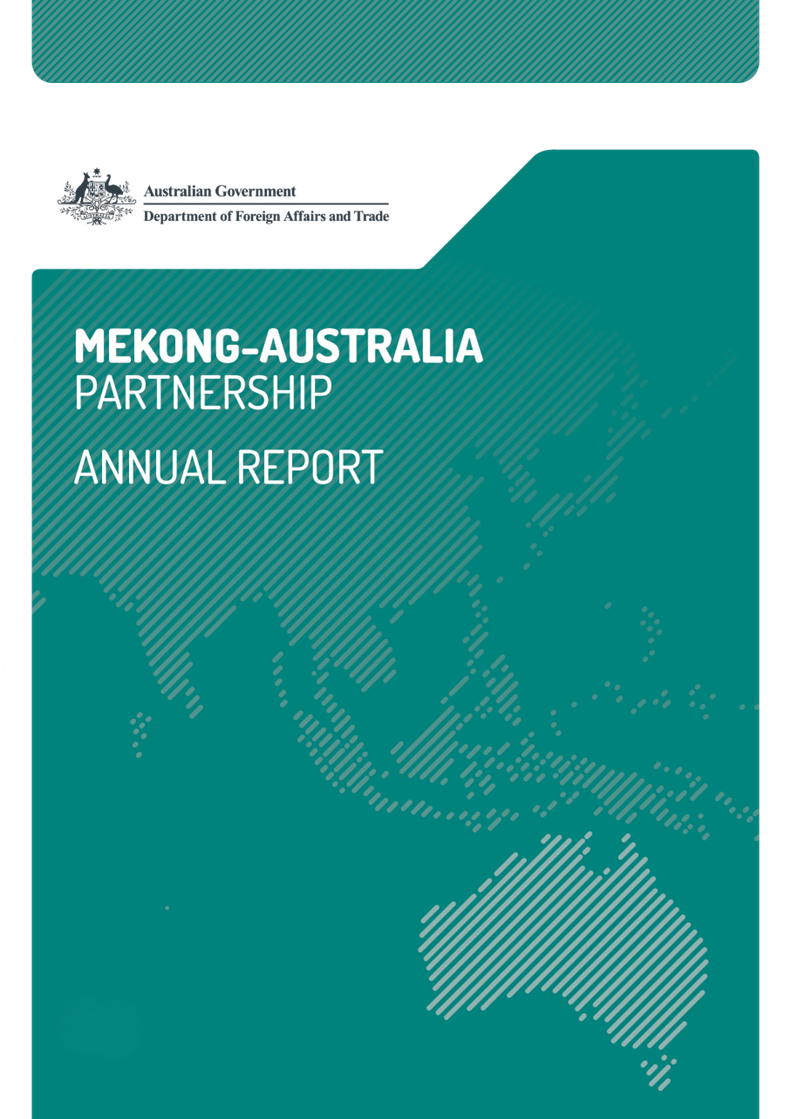 Australian Government
Department of Foreign Affairs and Trade
MEKONG-AUSTRALIA
PARTNERSHIP
ANNUAL REPORT